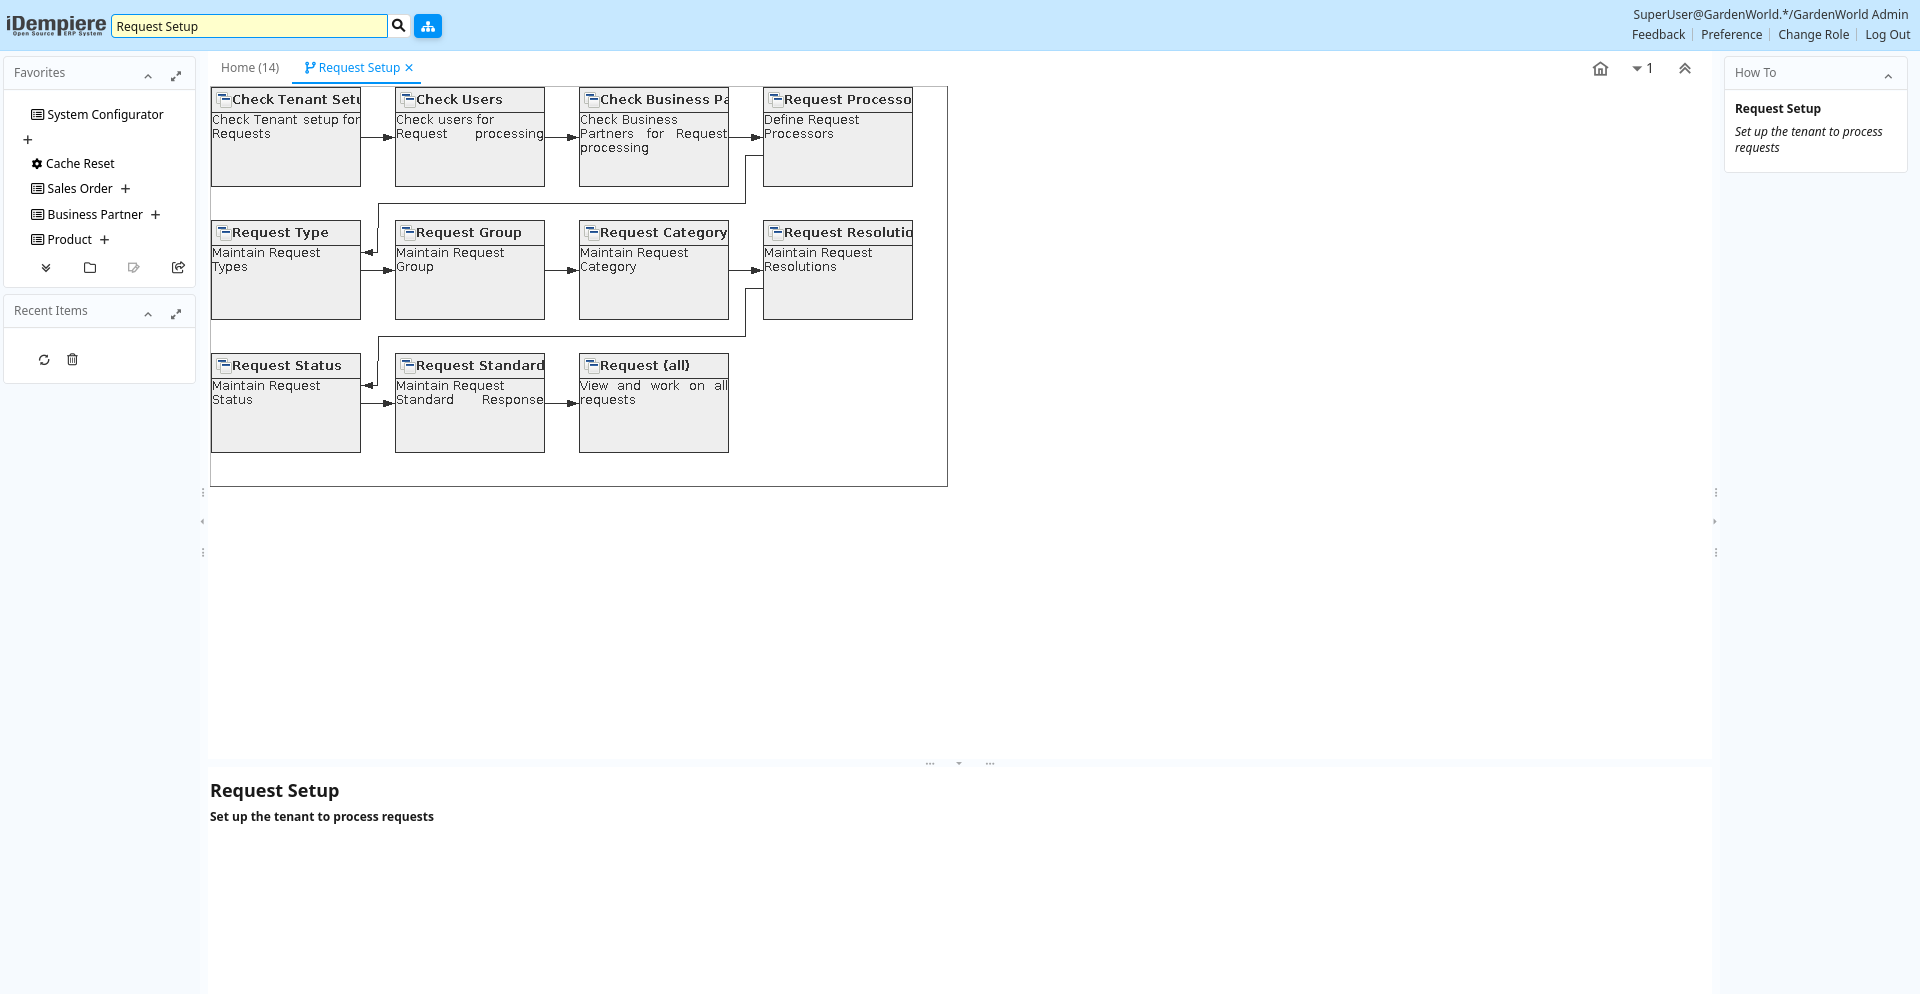 iDempiere
Open Source ERP System
Request Setup
SuperUser@GardenWorld.*/GardenWorld Admin
Feedback
Preference
Change Role
Log Out
Favorites
System Configurator
Cache Reset
Sales Order
Business Partner
Product
Recent Items
Home (14)
Request Setup
1
Check Tenant Setu
Check Tenant setup for
Requests
Check Users
Check users for
Request processing
Check Business Pa
Check Business
Partners for Request
processing
Request Processo
Define Request
Processors
Request Type
Maintain Request
Types
Request Group
Maintain Request
Group
Request Category
Maintain Request
Category
Request Resolutio
Maintain Request
Resolutions
Request Status
Maintain Request
Status
Request Standard
Maintain Request
Standard Response
Request (all)
View and work on all
requests
Request Setup
Set up the tenant to process requests
How To
Request Setup
Set up the tenant to process
requests